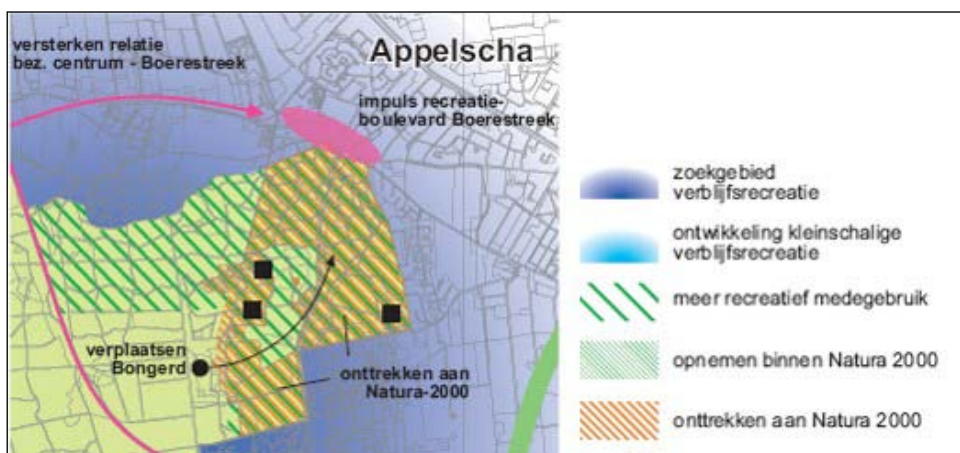 versterken relatie
bez. centrum - Boerestreek
Appelscha
impuls recreatie-
boulevard Boerestreek
verplaatsen
Bongerd
onttrekken aan
Natura-2000
zoekgebied
verblijfsrecreatie
ontwikkeling kleinschalige
verblijfsrecreatie
meer recreatief medegebruik
opnemen binnen Natura 2000
onttrekken aan Natura 2000